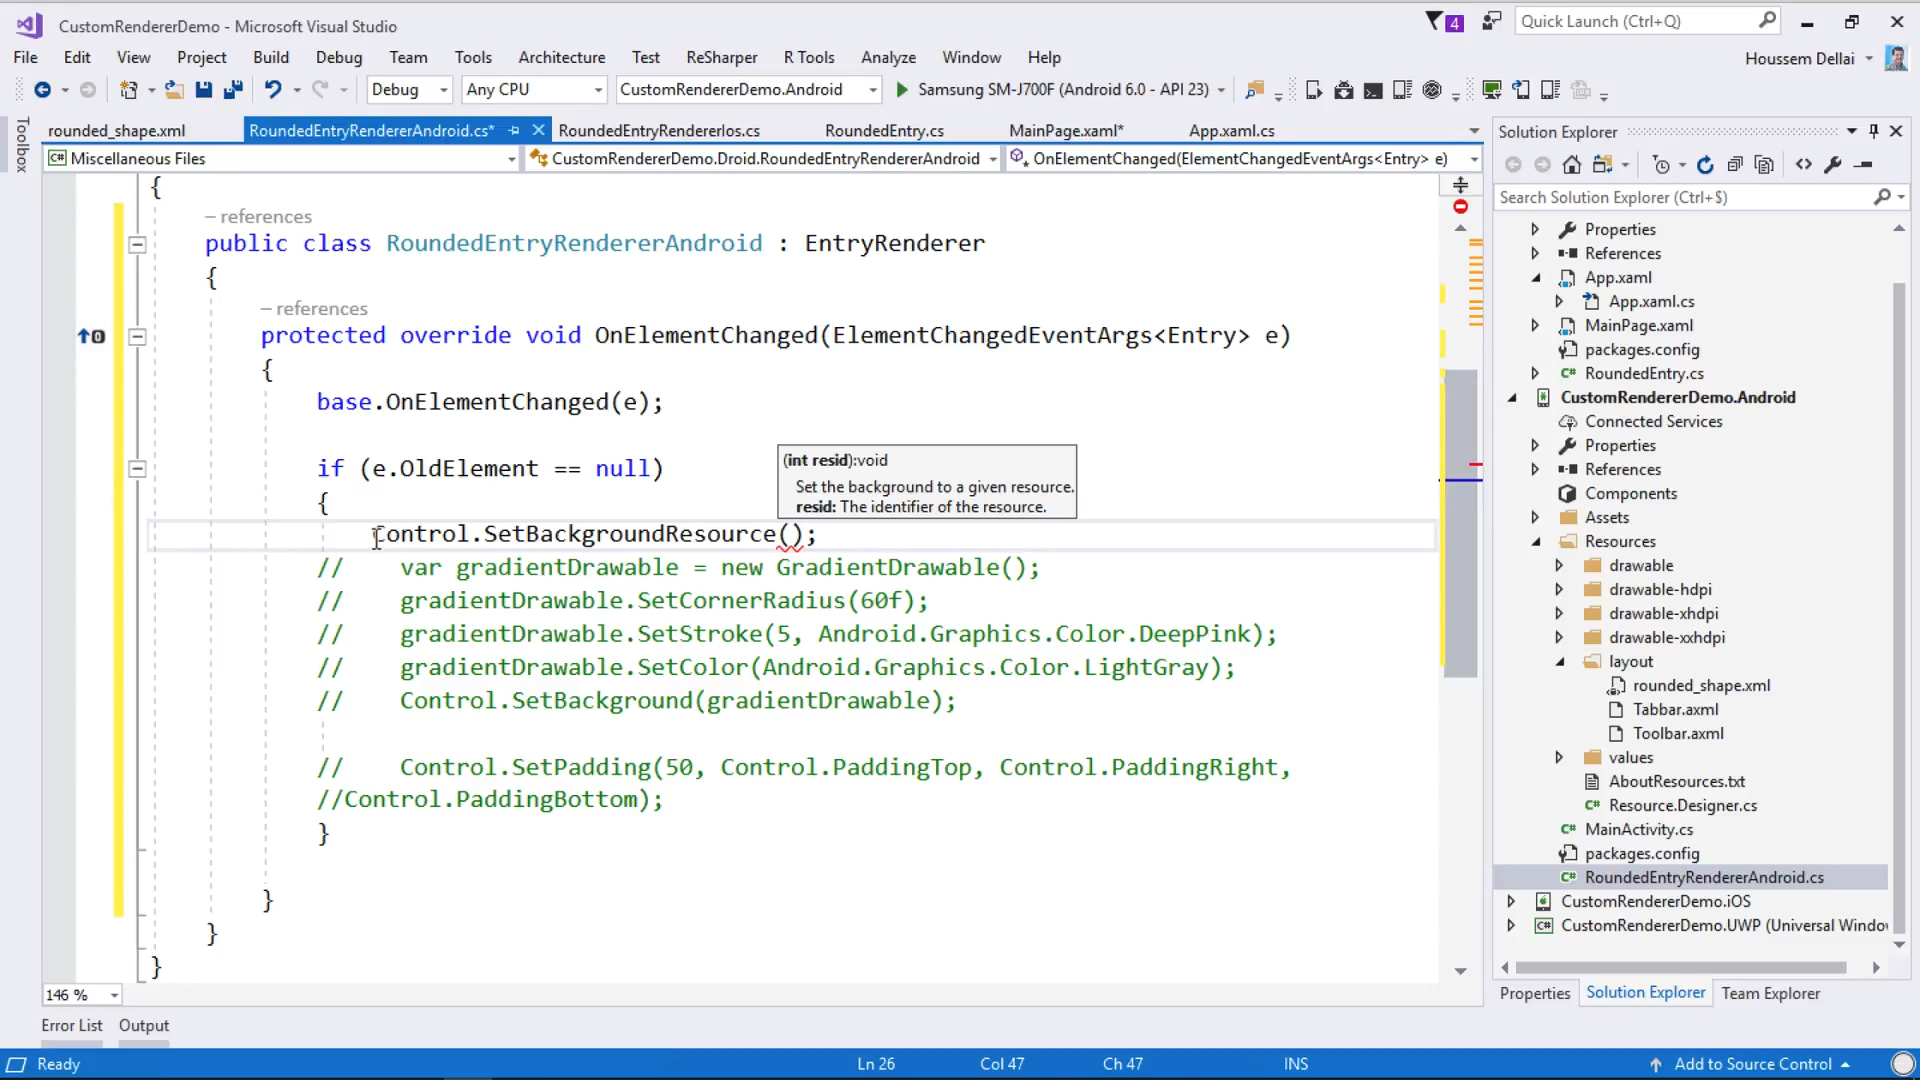 CustomRendererDemo - Microsoft Visual Studio
4
Quick Launch (Ctrl+Q)
File Edit View Project Build Debug Team Tools Architecture Test ReSharper R Tools Analyze Window Help
Houssem Dellai
Debug Any CPU CustomRendererDemo.Android Samsung SM-J700F (Android 6.0 - API 23)
Toolbox
rounded_shape.xml RoundedEntryRendererAndroid.cs* RoundedEntryRendererIos.cs RoundedEntry.cs MainPage.xaml* App.xaml.cs
C# Miscellaneous Files CustomRendererDemo.Droid.RoundedEntryRendererAndroid OnElementChanged(ElementChangedEventArgs<Entry> e)
{
– references
public class RoundedEntryRendererAndroid : EntryRenderer
{
– references
protected override void OnElementChanged(ElementChangedEventArgs<Entry> e)
{
base.OnElementChanged(e);
if (e.OldElement == null)
{
(int resid):void
Set the background to a given resource.
resid: The identifier of the resource.
Control.SetBackgroundResource();
// var gradientDrawable = new GradientDrawable();
// gradientDrawable.SetCornerRadius(60f);
// gradientDrawable.SetStroke(5, Android.Graphics.Color.DeepPink);
// gradientDrawable.SetColor(Android.Graphics.Color.LightGray);
// Control.SetBackground(gradientDrawable);
// Control.SetPadding(50, Control.PaddingTop, Control.PaddingRight,
//Control.PaddingBottom);
}
}
}
}
146 %
Error List Output
Solution Explorer
Search Solution Explorer (Ctrl+$)
Properties
References
App.xaml
App.xaml.cs
MainPage.xaml
packages.config
C# RoundedEntry.cs
CustomRendererDemo.Android
Connected Services
Properties
References
Components
Assets
Resources
drawable
drawable-hdpi
drawable-xhdpi
drawable-xxhdpi
layout
rounded_shape.xml
Tabbar.axml
Toolbar.axml
values
AboutResources.txt
C# Resource.Designer.cs
C# MainActivity.cs
packages.config
C# RoundedEntryRendererAndroid.cs
CustomRendererDemo.iOS
C# CustomRendererDemo.UWP (Universal Windo
Properties Solution Explorer Team Explorer
Ready Ln 26 Col 47 Ch 47 INS Add to Source Control